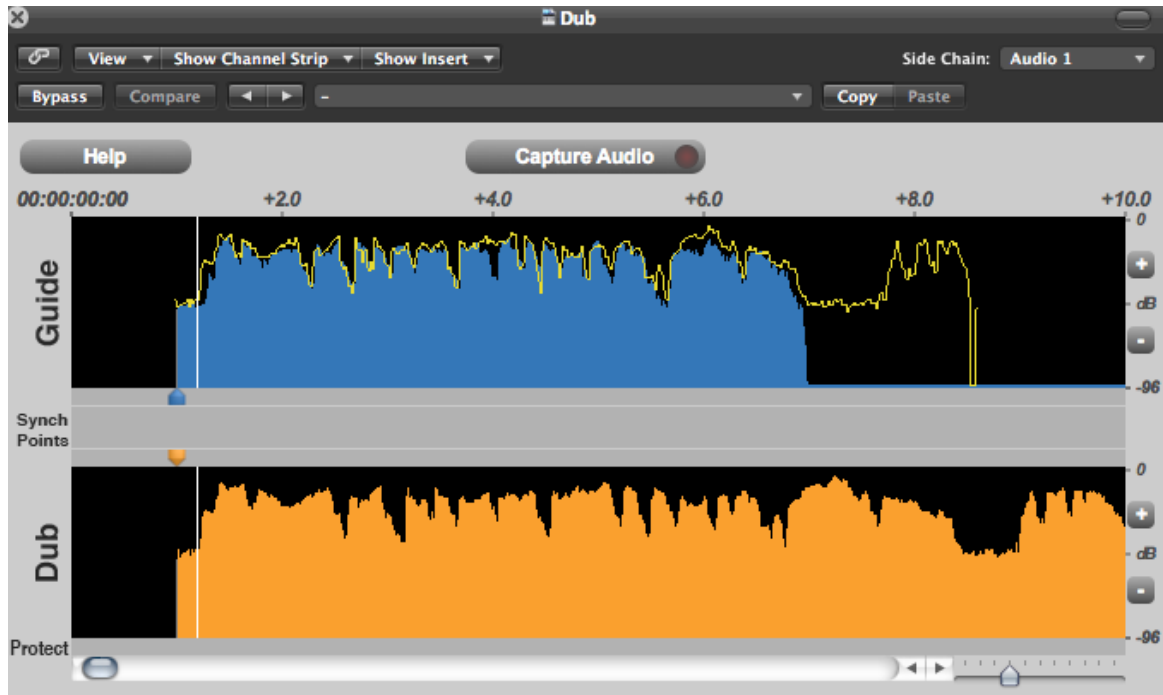 Dub
View Show Channel Strip Show Insert Side Chain: Audio 1
Bypass Compare - Copy Paste
Help Capture Audio
00:00:00:00 +2.0 +4.0 +6.0 +8.0 +10.0
0
+
Guide
dB
-
-96
Synch
Points
0
+
Dub
dB
-
-96
Protect